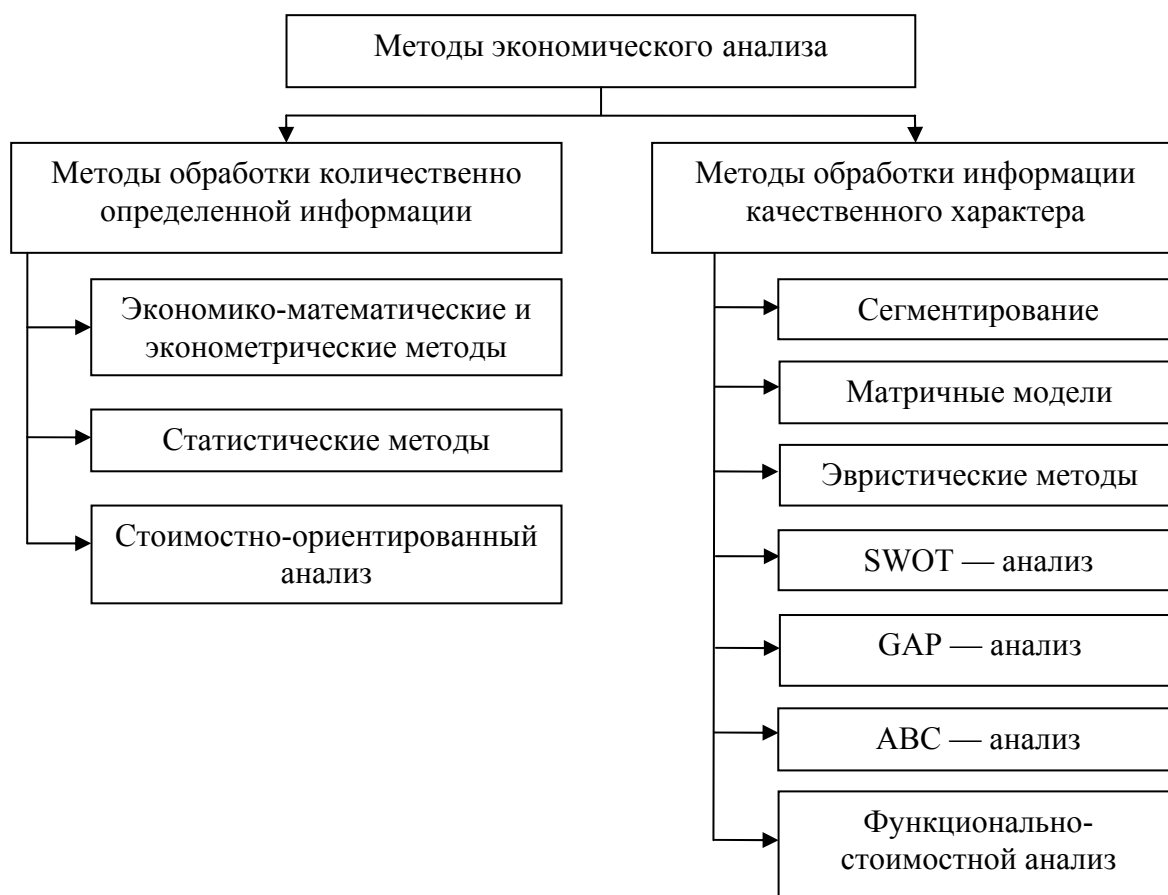 Методы экономического анализа
Методы обработки количественно
определенной информации
Экономико-математические и
эконометрические методы
Статистические методы
Стоимостно-ориентированный
анализ
Методы обработки информации
качественного характера
Сегментирование
Матричные модели
Эвристические методы
SWOT — анализ
GAP — анализ
ABC — анализ
Функционально-
стоимостной анализ